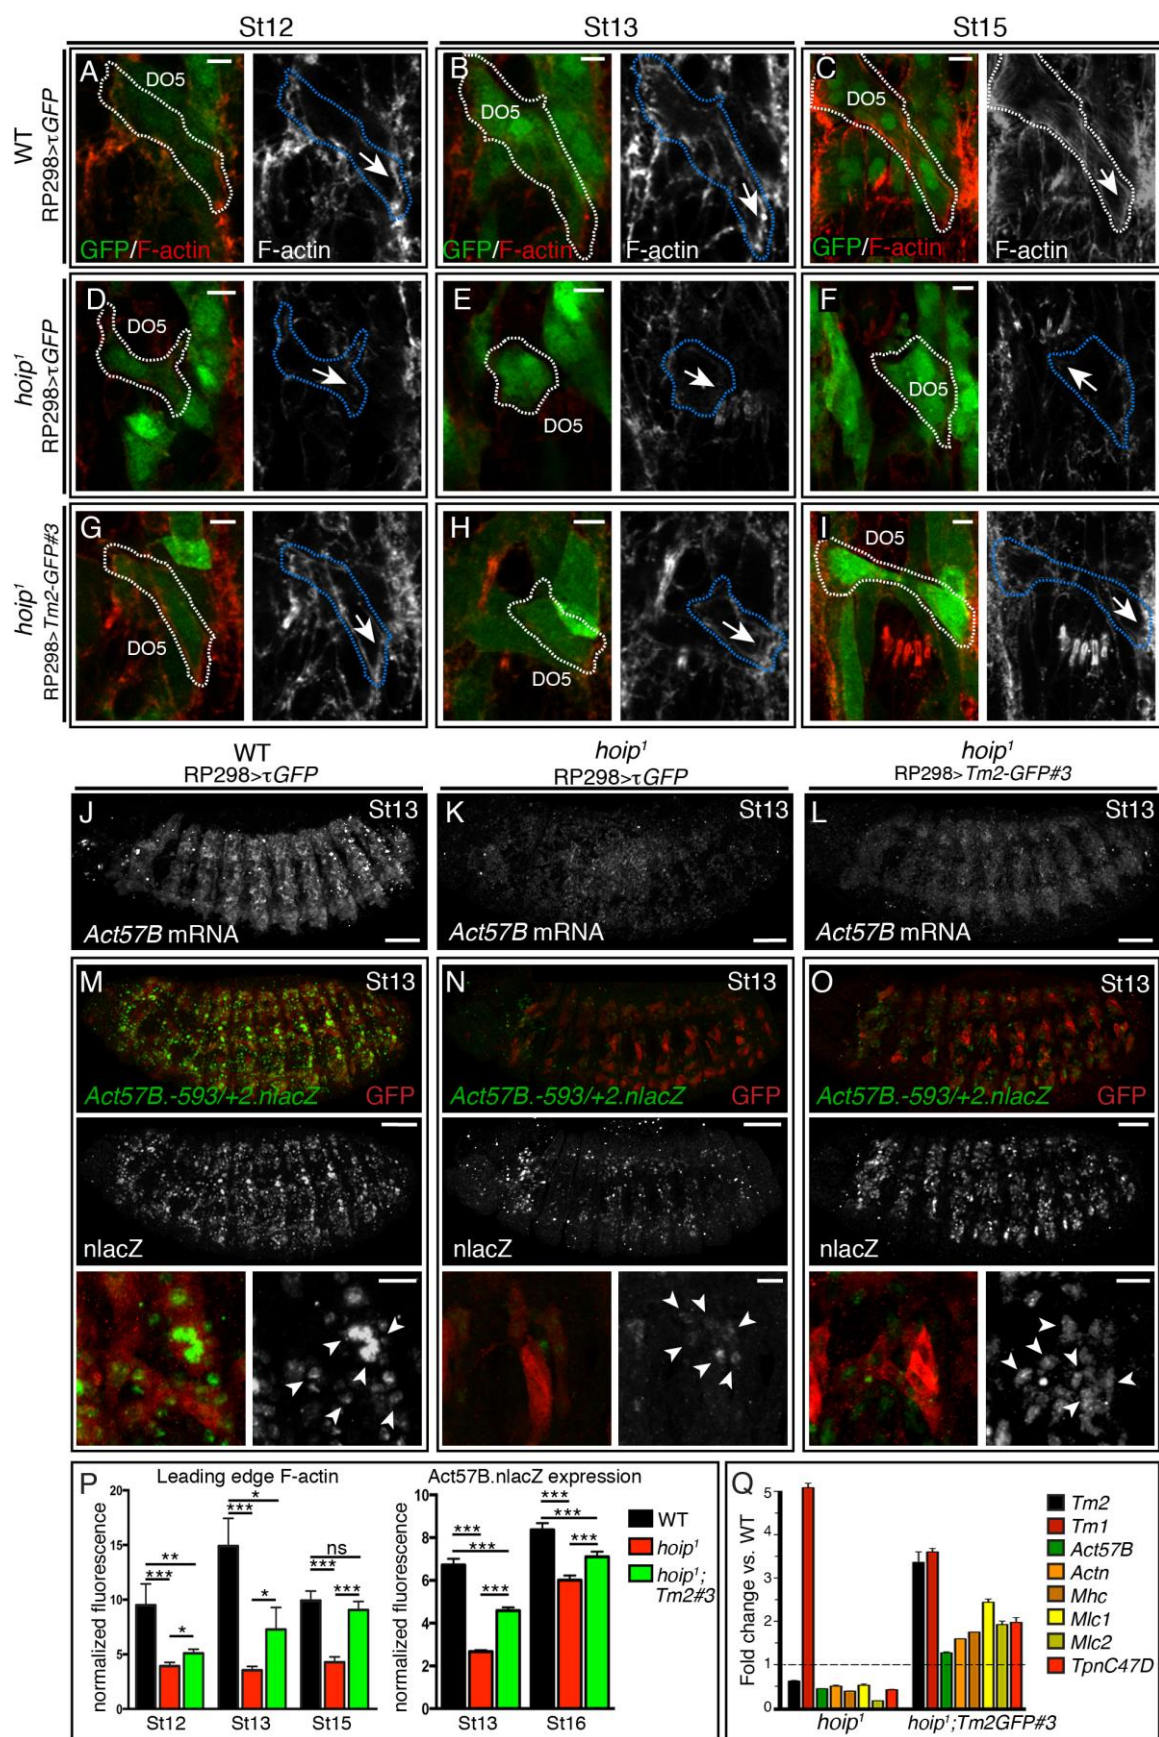 St12 St13 St15
WT
RP298>τGFP
A DO5 GFP/F-actin F-actin
B DO5 GFP/F-actin F-actin
C DO5 GFP/F-actin F-actin
hoip¹
RP298>τGFP
D DO5
E DO5
F DO5
hoip¹
RP298>Tm2-GFP#3
G DO5
H DO5
I DO5
WT
RP298>τGFP
hoip¹
RP298>τGFP
hoip¹
RP298>Tm2-GFP#3
J St13
Act57B mRNA
K St13
Act57B mRNA
L St13
Act57B mRNA
M St13
Act57B.-593/+2.nlacZ GFP
nlacZ
N St13
Act57B.-593/+2.nlacZ GFP
nlacZ
O St13
Act57B.-593/+2.nlacZ GFP
nlacZ
P
Leading edge F-actin
normalized fluorescence
20
15
10
5
0
** *** *
* *** *
ns *** ***
St12 St13 St15
Act57B.nlacZ expression
normalized fluorescence
10
8
6
4
2
0
*** *** ***
*** *** ***
St13 St16
WT
hoip¹
hoip¹;
Tm2#3
Q
Fold change vs. WT
5
4
3
2
1
0
hoip¹ hoip¹;Tm2GFP#3
Tm2
Tm1
Act57B
Actn
Mhc
Mlc1
Mlc2
TpnC47D